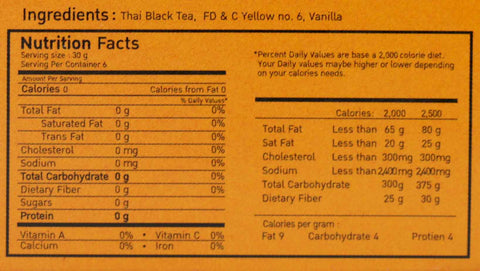 Ingredients: Thai Black Tea, FD & C Yellow no. 6, Vanilla
Nutrition Facts
Serving size : 30 g
Serving Per Container 6
Amount Per Serving
Calories 0 Calories from Fat 0
% Daily Values*
Total Fat 0 g 0%
Saturated Fat 0 g 0%
Trans Fat 0 g 0%
Cholesterol 0 mg 0%
Sodium 0 mg 0%
Total Carbohydrate 0 g 0%
Dietary Fiber 0 g 0%
Sugars 0 g
Protein 0 g
Vitamin A 0% • Vitamin C 0%
Calcium 0% • Iron 0%
*Percent Daily Values are base a 2,000 calorie diet.
Your Daily values maybe higher or lower depending
on your calories needs.
Calories: 2,000 2,500
Total Fat Less than 65 g 80 g
Sat Fat Less than 20 g 25 g
Cholesterol Less than 300mg 300mg
Sodium Less than 2,400mg 2,400mg
Total Carbohydrate 300g 375 g
Dietary Fiber 25 g 30 g
Calories per gram :
Fat 9 Carbohydrate 4 Protien 4